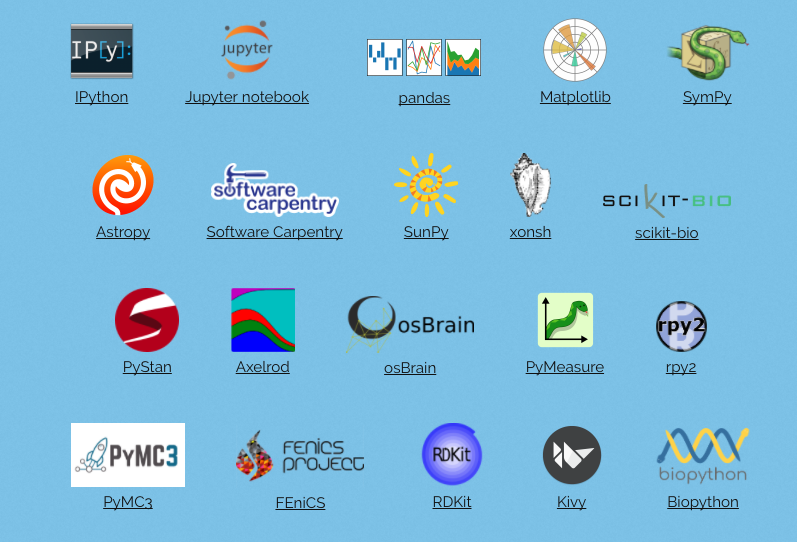 IP[y]:
jupyter
IPython
Jupyter notebook
pandas
Matplotlib
SymPy
software
carpentry
SCIKIT-BIO
Astropy
Software Carpentry
SunPy
xonsh
scikit-bio
osBrain
rpy2
PyStan
Axelrod
osBrain
PyMeasure
rpy2
PyMC3
FENICS
PROJECT
RDKit
biopython
PyMC3
FEniCS
RDKit
Kivy
Biopython